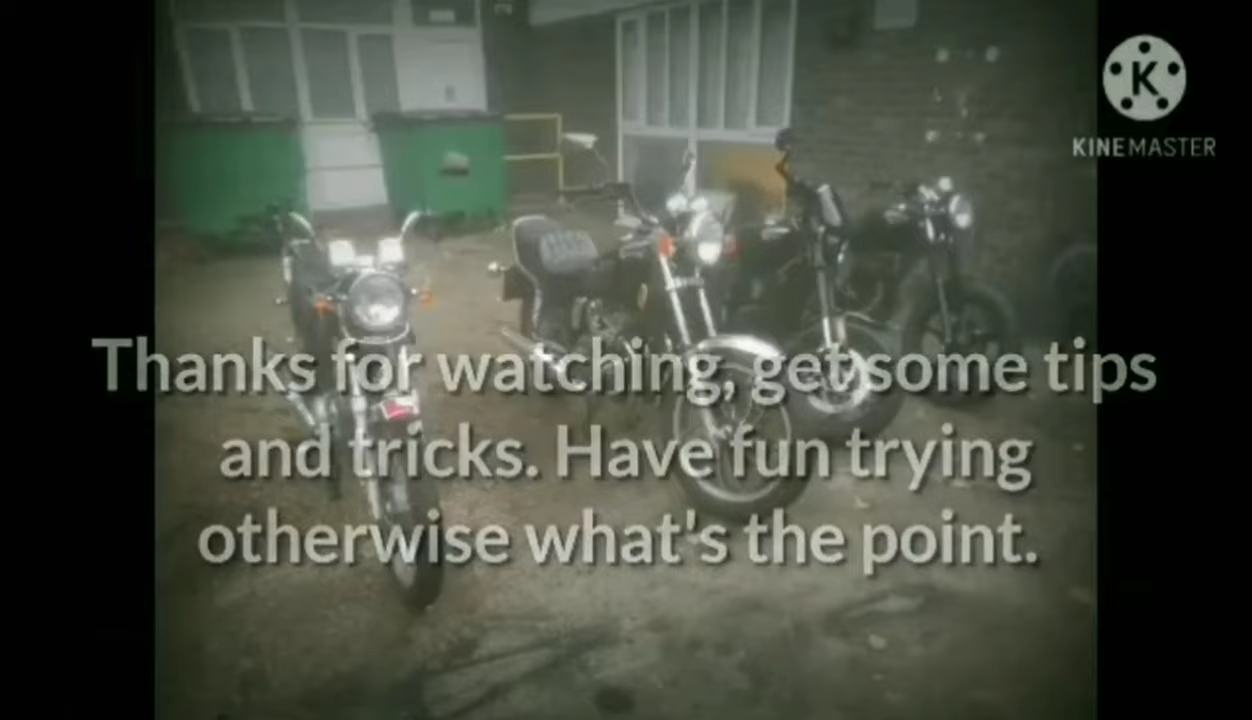 KINEMASTER
Thanks for watching, get some tips
and tricks. Have fun trying
otherwise what's the point.